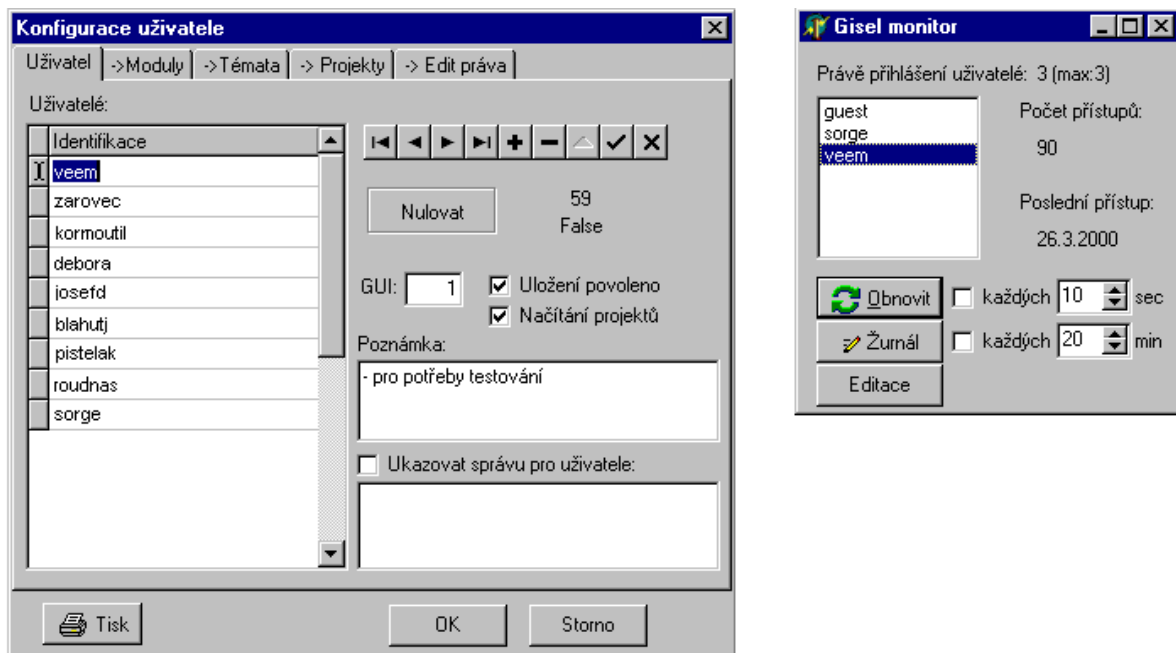 Konfigurace uživatele
Uživatel ->Moduly ->Témata -> Projekty -> Edit práva
Uživatelé:
Identifikace
veem
zarovec
kormoutil
debora
josefd
blahutj
pistelak
roudnas
sorge
Nulovat
59
False
GUI: 1
Uložení povoleno
Načítání projektů
Poznámka:
- pro potřeby testování
Ukazovat správu pro uživatele:
Tisk
OK
Storno
Gisel monitor
Právě přihlášení uživatelé: 3 (max:3)
guest
sorge
veem
Počet přístupů:
90
Poslední přístup:
26.3.2000
Obnovit každých 10 sec
Žurnál každých 20 min
Editace